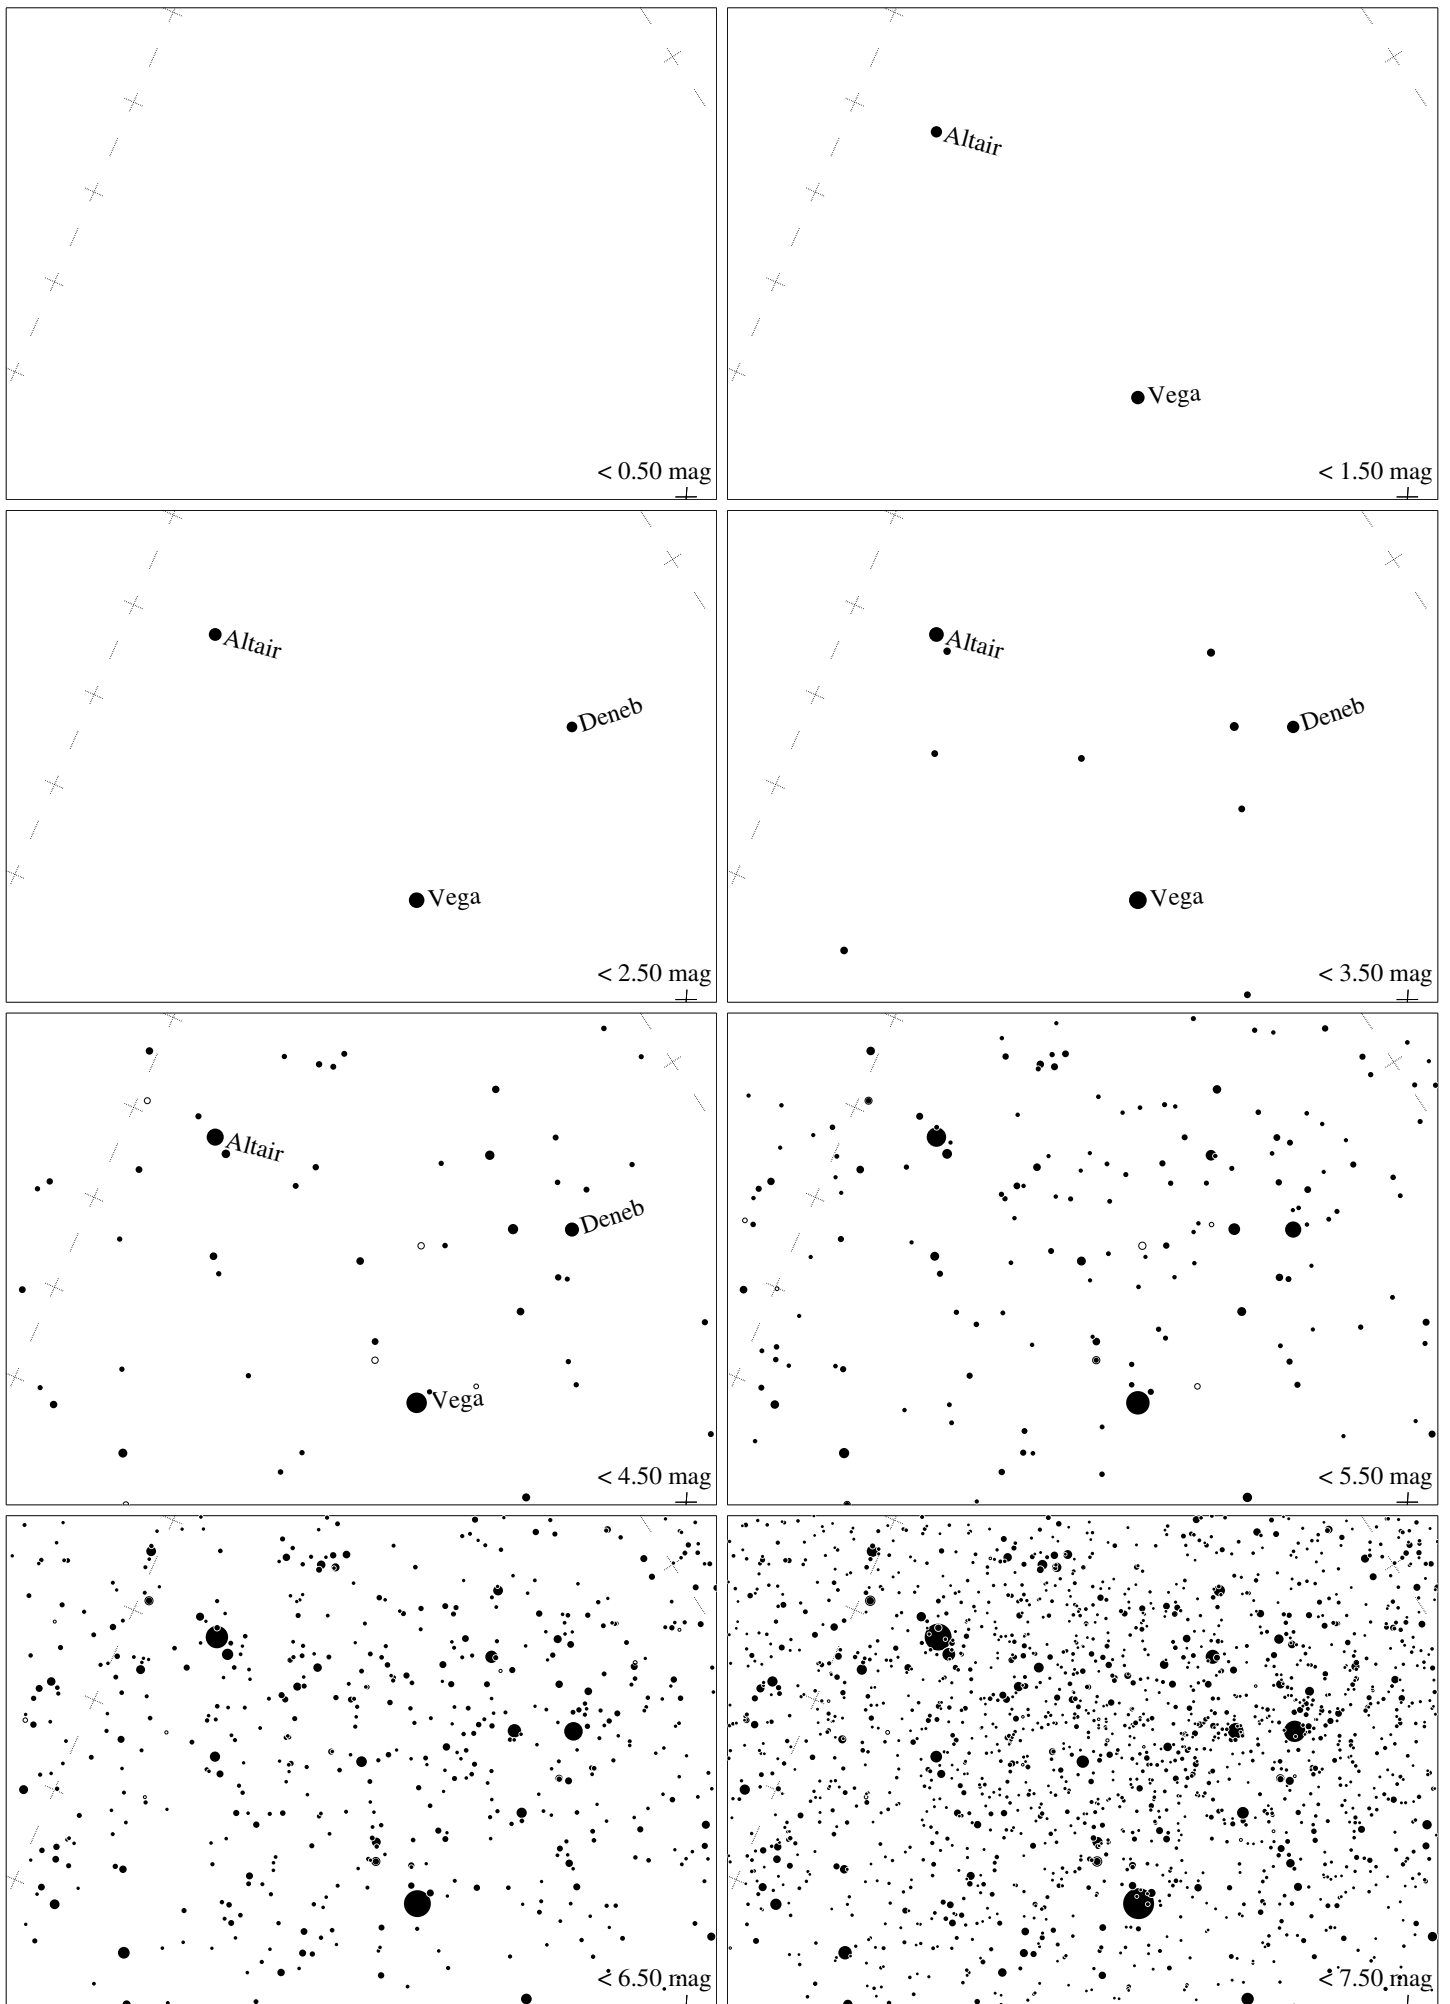 < 0.50 mag
Altair
Vega
< 1.50 mag
Altair
Deneb
Vega
< 2.50 mag
Altair
Deneb
Vega
< 3.50 mag
Altair
Deneb
Vega
< 4.50 mag
< 5.50 mag
< 6.50 mag
< 7.50 mag